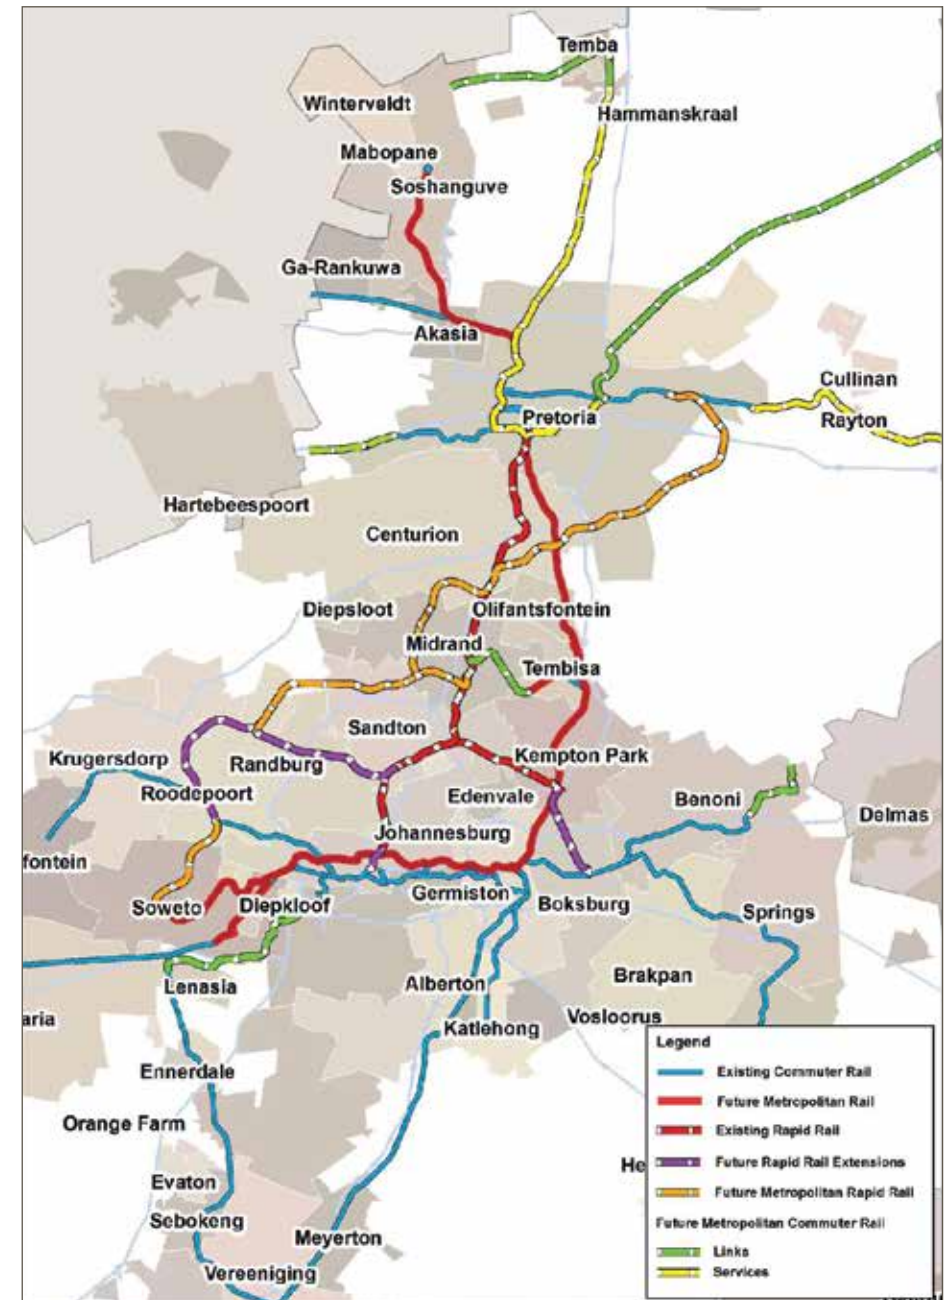 Temba
Winterveldt
Hammanskraal
Mabopane
Soshanguve
Ga-Rankuwa
Akasia
Cullinan
Pretoria
Rayton
Hartebeespoort
Centurion
Diepsloot
Olifantsfontein
Midrand
Tembisa
Sandton
Krugersdorp
Randburg
Kempton Park
Roodepoort
Edenvale
Benoni
Delmas
Johannesburg
fontein
Germiston
Soweto
Diepkloof
Boksburg
Springs
Lenasia
Alberton
Brakpan
aria
Katlehong
Vosloorus
Ennerdale
Orange Farm
He
Evaton
Sebokeng
Meyerton
Vereeniging
Legend
Existing Commuter Rail
Future Metropolitan Rail
Existing Rapid Rail
Future Rapid Rail Extensions
Future Metropolitan Rapid Rail
Future Metropolitan Commuter Rail
Links
Services